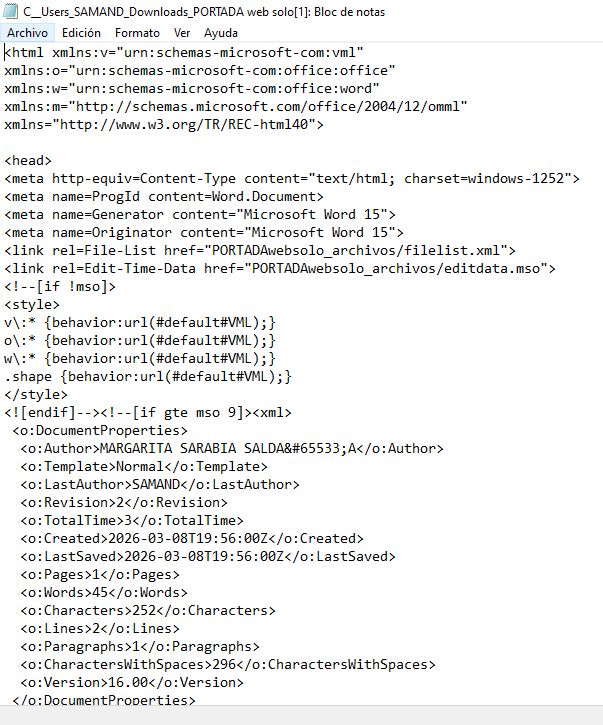 C__Users_SAMAND_Downloads_PORTADA web solo[1]: Bloc de notas
Archivo Edición Formato Ver Ayuda
<html xmlns:v="urn:schemas-microsoft-com:vml"
xmlns:o="urn:schemas-microsoft-com:office:office"
xmlns:w="urn:schemas-microsoft-com:office:word"
xmlns:m="http://schemas.microsoft.com/office/2004/12/omml"
xmlns="http://www.w3.org/TR/REC-html40">

<head>
<meta http-equiv=Content-Type content="text/html; charset=windows-1252">
<meta name=ProgId content=Word.Document>
<meta name=Generator content="Microsoft Word 15">
<meta name=Originator content="Microsoft Word 15">
<link rel=File-List href="PORTADAwebsolo_archivos/filelist.xml">
<link rel=Edit-Time-Data href="PORTADAwebsolo_archivos/editdata.mso">
<!--[if !mso]>
<style>
v\:* {behavior:url(#default#VML);}
o\:* {behavior:url(#default#VML);}
w\:* {behavior:url(#default#VML);}
.shape {behavior:url(#default#VML);}
</style>
<![endif]--><!--[if gte mso 9]><xml>
 <o:DocumentProperties>
  <o:Author>MARGARITA SARABIA SALDA&#65533;A</o:Author>
  <o:Template>Normal</o:Template>
  <o:LastAuthor>SAMAND</o:LastAuthor>
  <o:Revision>2</o:Revision>
  <o:TotalTime>3</o:TotalTime>
  <o:Created>2026-03-08T19:56:00Z</o:Created>
  <o:LastSaved>2026-03-08T19:56:00Z</o:LastSaved>
  <o:Pages>1</o:Pages>
  <o:Words>45</o:Words>
  <o:Characters>252</o:Characters>
  <o:Lines>2</o:Lines>
  <o:Paragraphs>1</o:Paragraphs>
  <o:CharactersWithSpaces>296</o:CharactersWithSpaces>
  <o:Version>16.00</o:Version>
 </o:DocumentProperties>